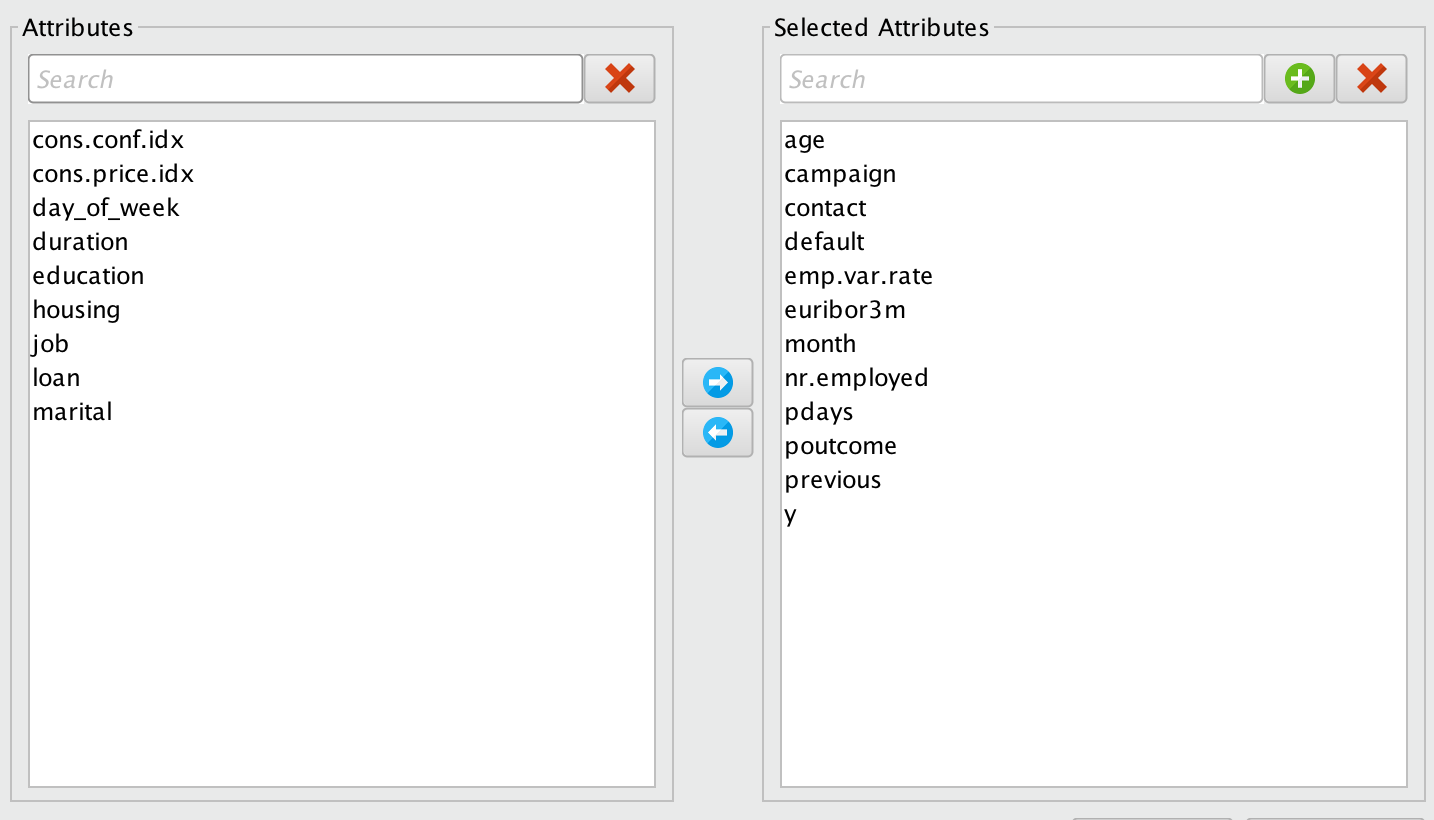 Attributes
Search
cons.conf.idx
cons.price.idx
day_of_week
duration
education
housing
job
loan
marital
Selected Attributes
Search
age
campaign
contact
default
emp.var.rate
euribor3m
month
nr.employed
pdays
poutcome
previous
y